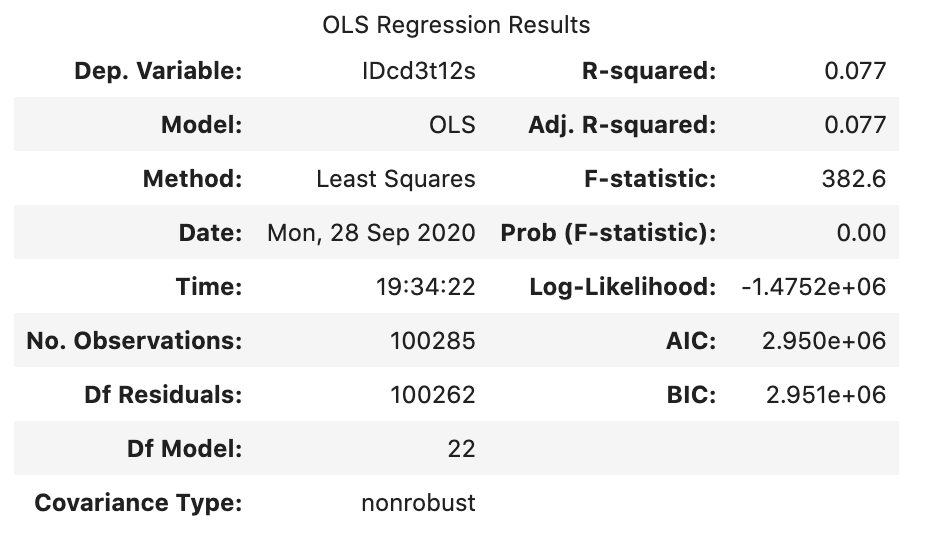 OLS Regression Results
Dep. Variable: IDcd3t12s R-squared: 0.077
Model: OLS Adj. R-squared: 0.077
Method: Least Squares F-statistic: 382.6
Date: Mon, 28 Sep 2020 Prob (F-statistic): 0.00
Time: 19:34:22 Log-Likelihood: -1.4752e+06
No. Observations: 100285 AIC: 2.950e+06
Df Residuals: 100262 BIC: 2.951e+06
Df Model: 22
Covariance Type: nonrobust